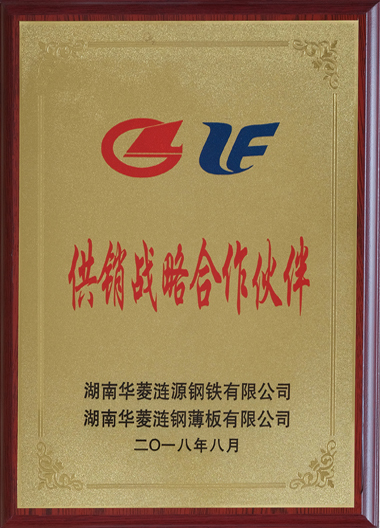 供销战略合作伙伴
湖南华菱涟源钢铁有限公司
湖南华菱涟钢薄板有限公司
二〇一八年八月